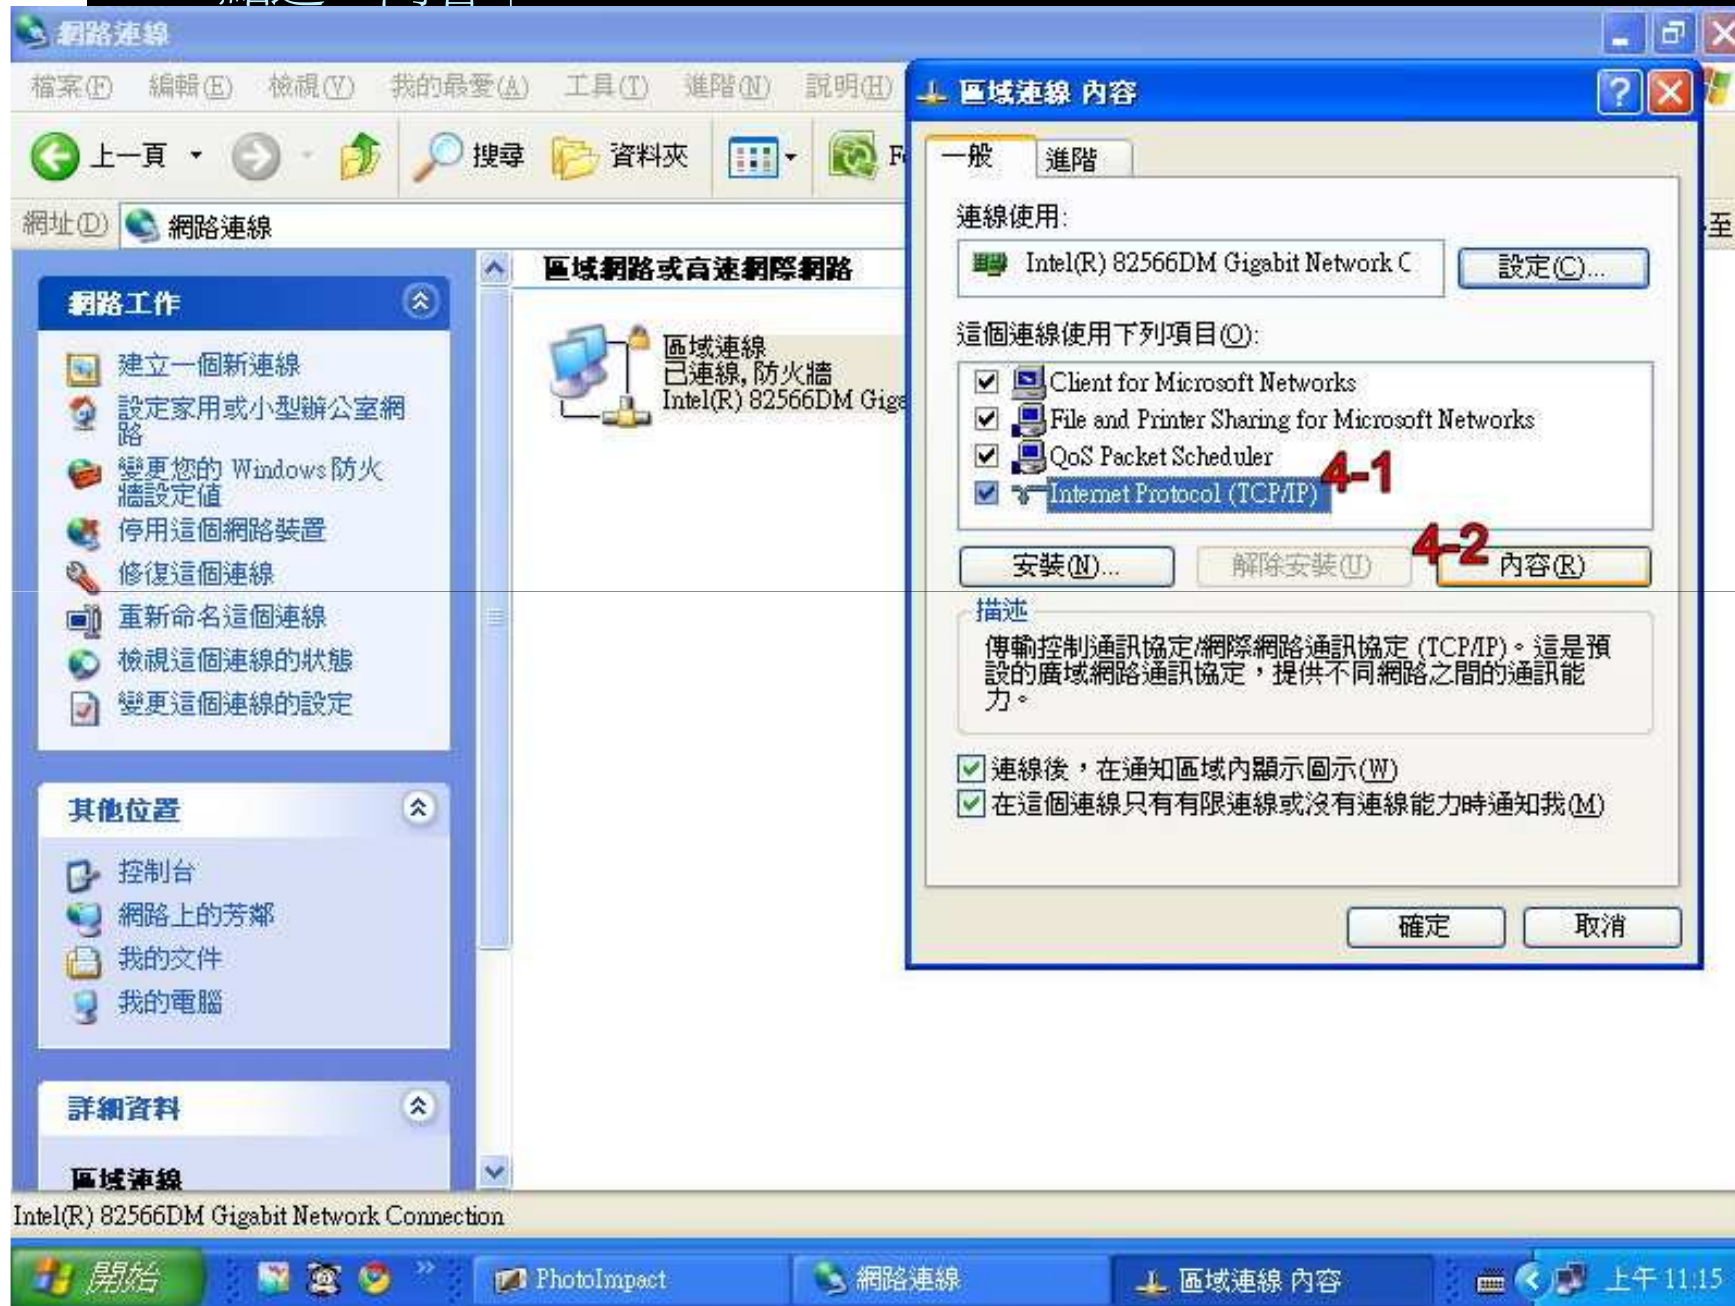 點選「內容」
網路連線
檔案(F) 編輯(E) 檢視(V) 我的最愛(A) 工具(T) 進階(N) 說明(H)
上一頁 搜尋 資料夾
網址(D) 網路連線
至
網路工作
建立一個新連線
設定家用或小型辦公室網
路
變更您的 Windows 防火
牆設定值
停用這個網路裝置
修復這個連線
重新命名這個連線
檢視這個連線的狀態
變更這個連線的設定
其他位置
控制台
網路上的芳鄰
我的文件
我的電腦
詳細資料
區域連線
區域網路或高速網際網路
區域連線
已連線, 防火牆
Intel(R) 82566DM Giga
區域連線 內容
一般 進階
連線使用:
Intel(R) 82566DM Gigabit Network C 設定(C)...
這個連線使用下列項目(O):
Client for Microsoft Networks
File and Printer Sharing for Microsoft Networks
QoS Packet Scheduler
Internet Protocol (TCP/IP) 4-1
4-2
安裝(N)... 解除安裝(U) 內容(R)
描述
傳輸控制通訊協定/網際網路通訊協定 (TCP/IP)。這是預
設的廣域網路通訊協定，提供不同網路之間的通訊能
力。
連線後，在通知區域內顯示圖示(W)
在這個連線只有有限連線或沒有連線能力時通知我(M)
確定 取消
Intel(R) 82566DM Gigabit Network Connection
開始 PhotoImpact 網路連線 區域連線 內容 上午 11:15